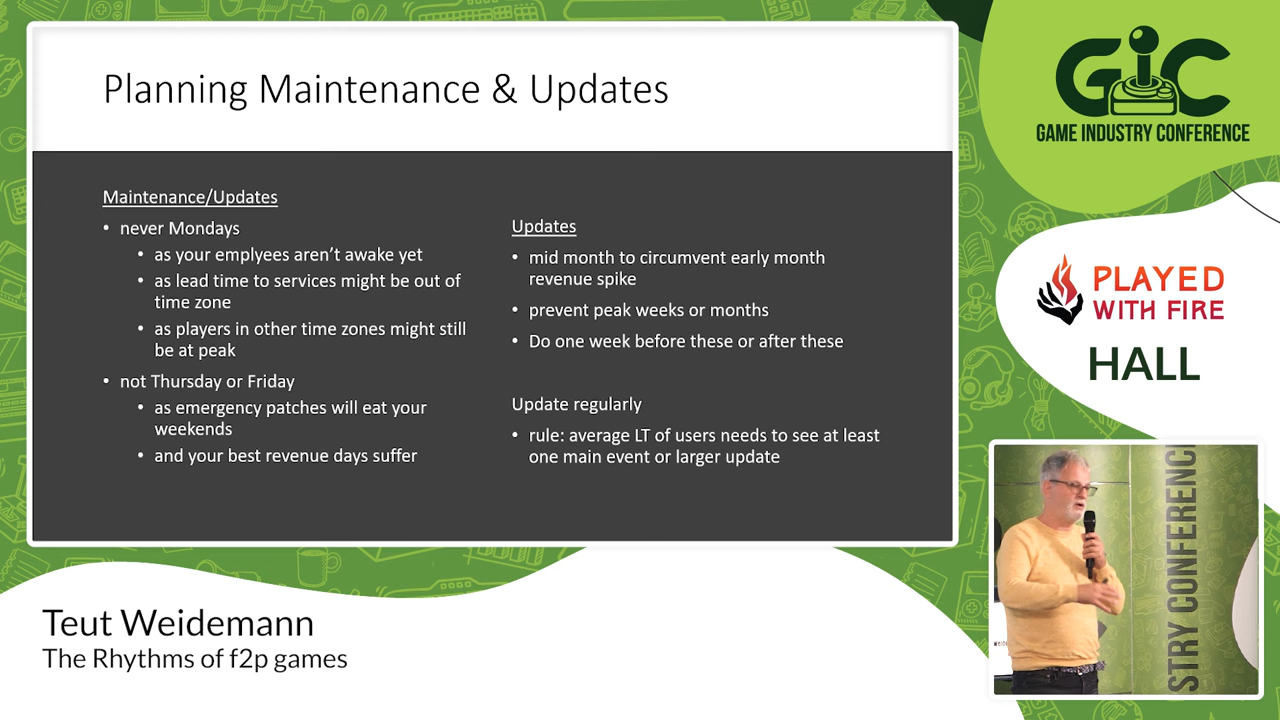 Planning Maintenance & Updates
Maintenance/Updates
• never Mondays
• as your emplyees aren't awake yet
• as lead time to services might be out of
time zone
• as players in other time zones might still
be at peak
• not Thursday or Friday
• as emergency patches will eat your
weekends
• and your best revenue days suffer
Updates
• mid month to circumvent early month
revenue spike
• prevent peak weeks or months
• Do one week before these or after these
Update regularly
• rule: average LT of users needs to see at least
one main event or larger update
GIC
GAME INDUSTRY CONFERENCE
PLAYED
WITH FIRE
HALL
STRY CONFERENC
Teut Weidemann
The Rhythms of f2p games